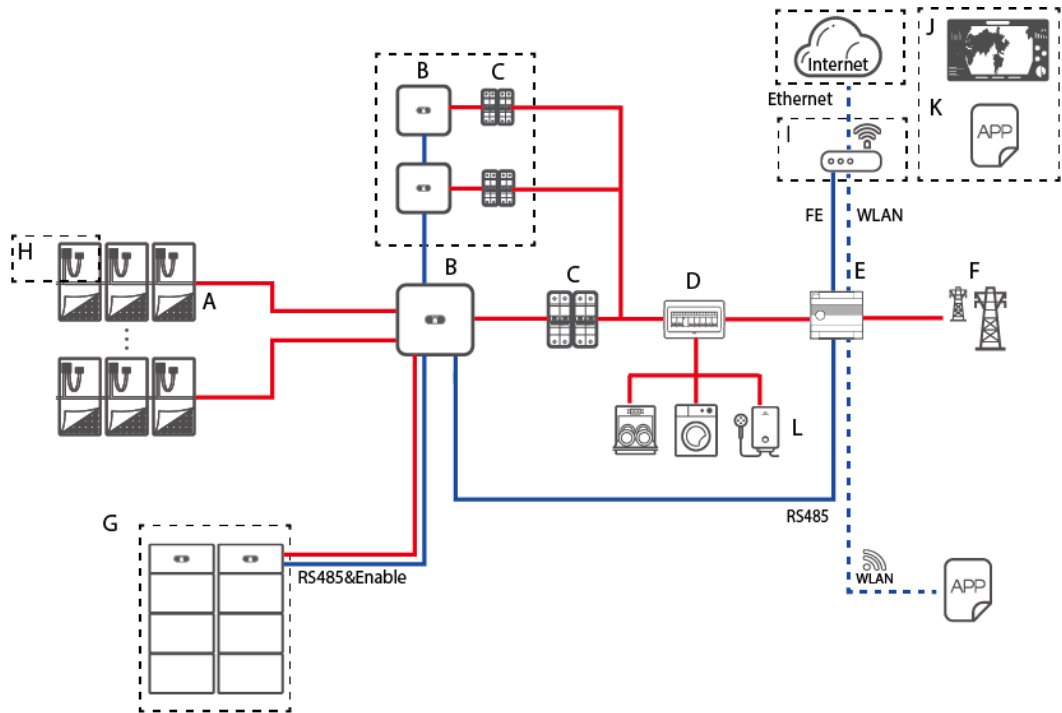 J
Internet
B
C
Ethernet
K
APP
I
FE
WLAN
H
A
B
C
D
E
F
L
RS485
G
RS485&Enable
WLAN
APP